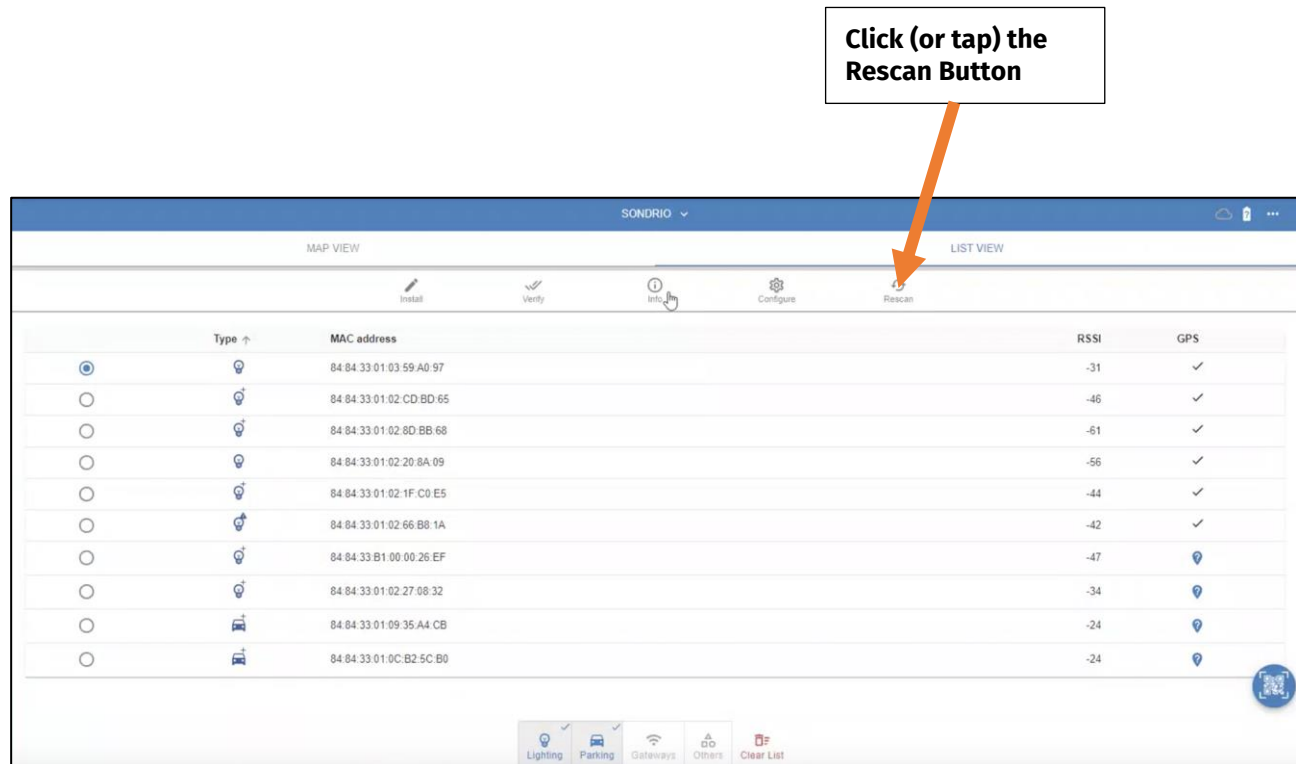 Click (or tap) the
Rescan Button
SONDRIO
MAP VIEW LIST VIEW
Install Verify Info Configure Rescan
Type MAC address RSSI GPS
84:84:33:01:03:59:A0:97 -31
84:84:33:01:02:CD:BD:65 -46
84:84:33:01:02:8D:BB:68 -61
84:84:33:01:02:20:8A:09 -56
84:84:33:01:02:1F:C0:E5 -44
84:84:33:01:02:66:B8:1A -42
84:84:33:B1:00:00:26:EF -47
84:84:33:01:02:27:08:32 -34
84:84:33:01:09:35:A4:CB -24
84:84:33:01:0C:B2:5C:B0 -24
Lighting Parking Gateways Others Clear List